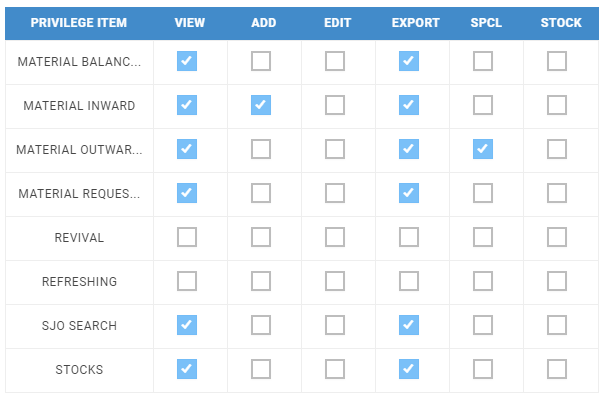 PRIVILEGE ITEM VIEW ADD EDIT EXPORT SPCL STOCK
MATERIAL BALANC...
MATERIAL INWARD
MATERIAL OUTWAR...
MATERIAL REQUES...
REVIVAL
REFRESHING
SJO SEARCH
STOCKS